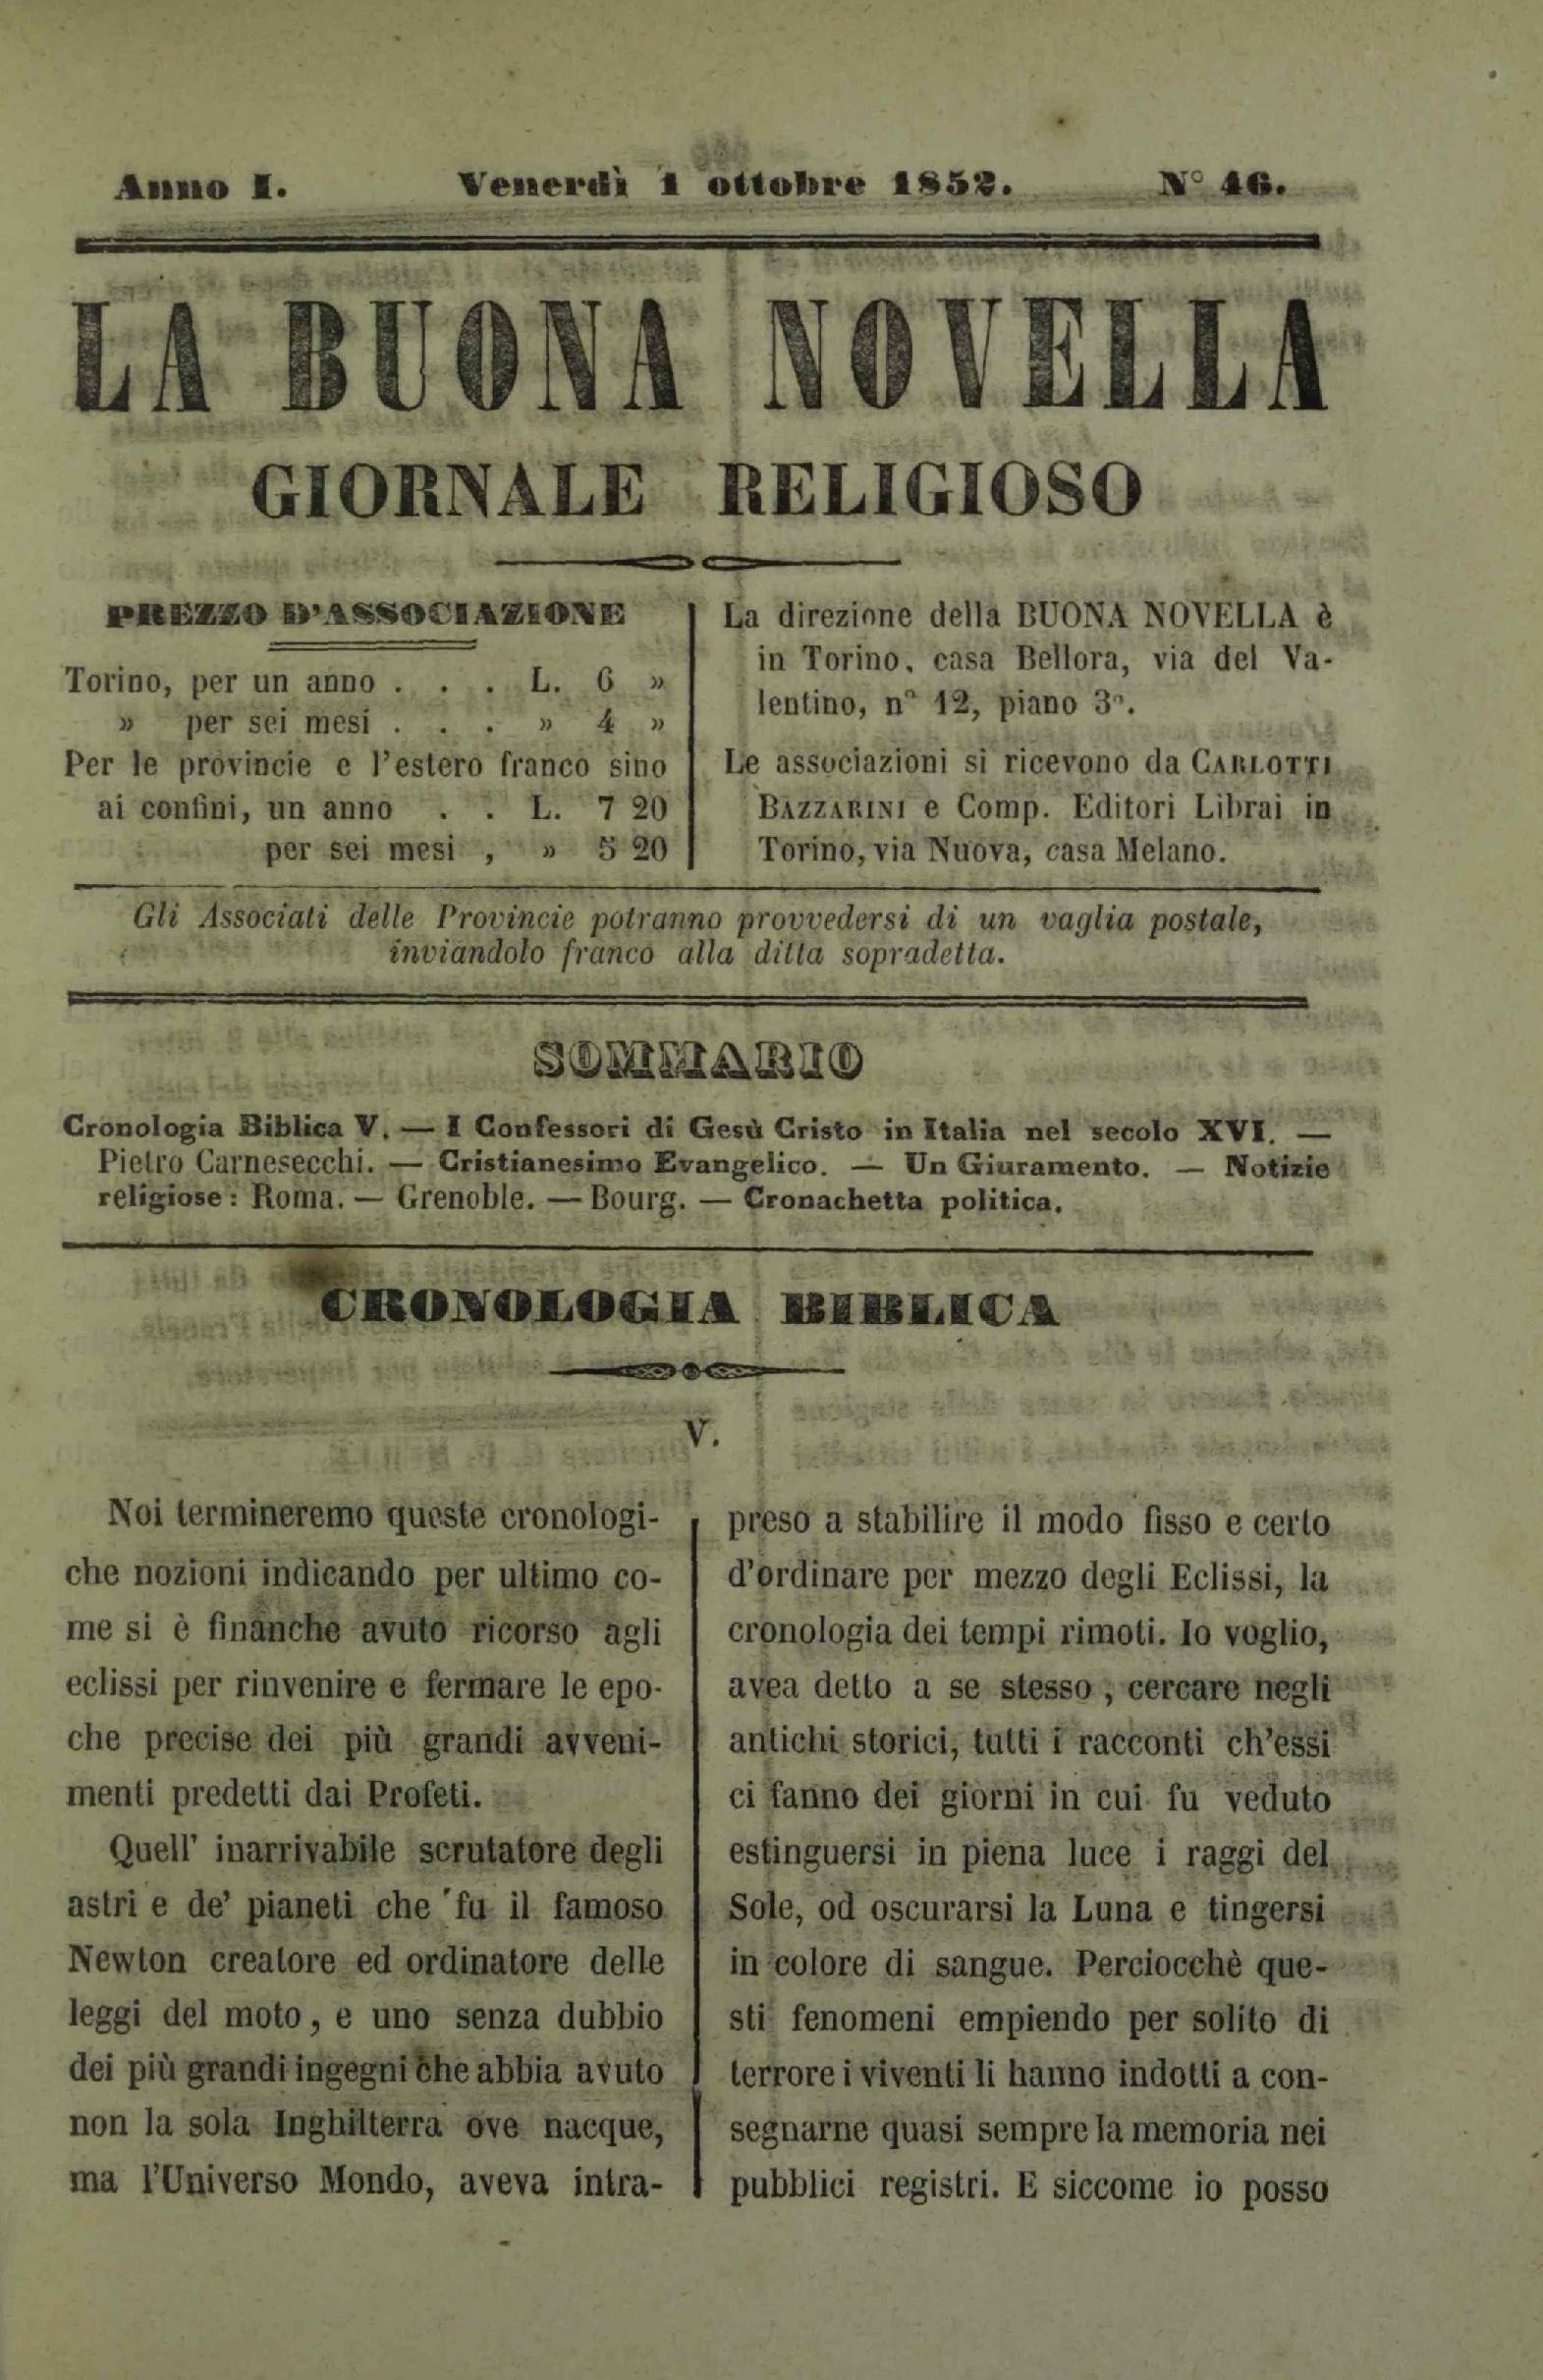 Anno I. Venerdì 1 ottobre 1852. N° 46.
LA BUONA NOVELLA
GIORNALE RELIGIOSO
PREZZO D'ASSOCIAZIONE
Torino, per un anno . . . L. 6 »
» per sei mesi . . . » 4 »
Per le provincie e l'estero franco sino
ai confini, un anno . . L. 7 20
per sei mesi , » 5 20
La direzione della BUONA NOVELLA è
in Torino, casa Bellora, via del Va-
lentino, n° 12, piano 3°.
Le associazioni si ricevono da CARLOTTI
BAZZARINI e Comp. Editori Librai in
Torino, via Nuova, casa Melano.
Gli Associati delle Provincie potranno provvedersi di un vaglia postale,
inviandolo franco alla ditta sopradetta.
SOMMARIO
Cronologia Biblica V. — I Confessori di Gesù Cristo in Italia nel secolo XVI. —
Pietro Carnesecchi. — Cristianesimo Evangelico. — Un Giuramento. — Notizie
religiose: Roma. — Grenoble. — Bourg. — Cronachetta politica.
CRONOLOGIA BIBLICA
V.
Noi termineremo queste cronologi-
che nozioni indicando per ultimo co-
me si è finanche avuto ricorso agli
eclissi per rinvenire e fermare le epo-
che precise dei più grandi avveni-
menti predetti dai Profeti.
Quell' inarrivabile scrutatore degli
astri e de' pianeti che fu il famoso
Newton creatore ed ordinatore delle
leggi del moto, e uno senza dubbio
dei più grandi ingegni che abbia avuto
non la sola Inghilterra ove nacque,
ma l'Universo Mondo, aveva intra-
preso a stabilire il modo fisso e certo
d'ordinare per mezzo degli Eclissi, la
cronologia dei tempi rimoti. Io voglio,
avea detto a se stesso, cercare negli
antichi storici, tutti i racconti ch'essi
ci fanno dei giorni in cui fu veduto
estinguersi in piena luce i raggi del
Sole, od oscurarsi la Luna e tingersi
in colore di sangue. Perciocchè que-
sti fenomeni empiendo per solito di
terrore i viventi li hanno indotti a con-
segnarne quasi sempre la memoria nei
pubblici registri. E siccome io posso